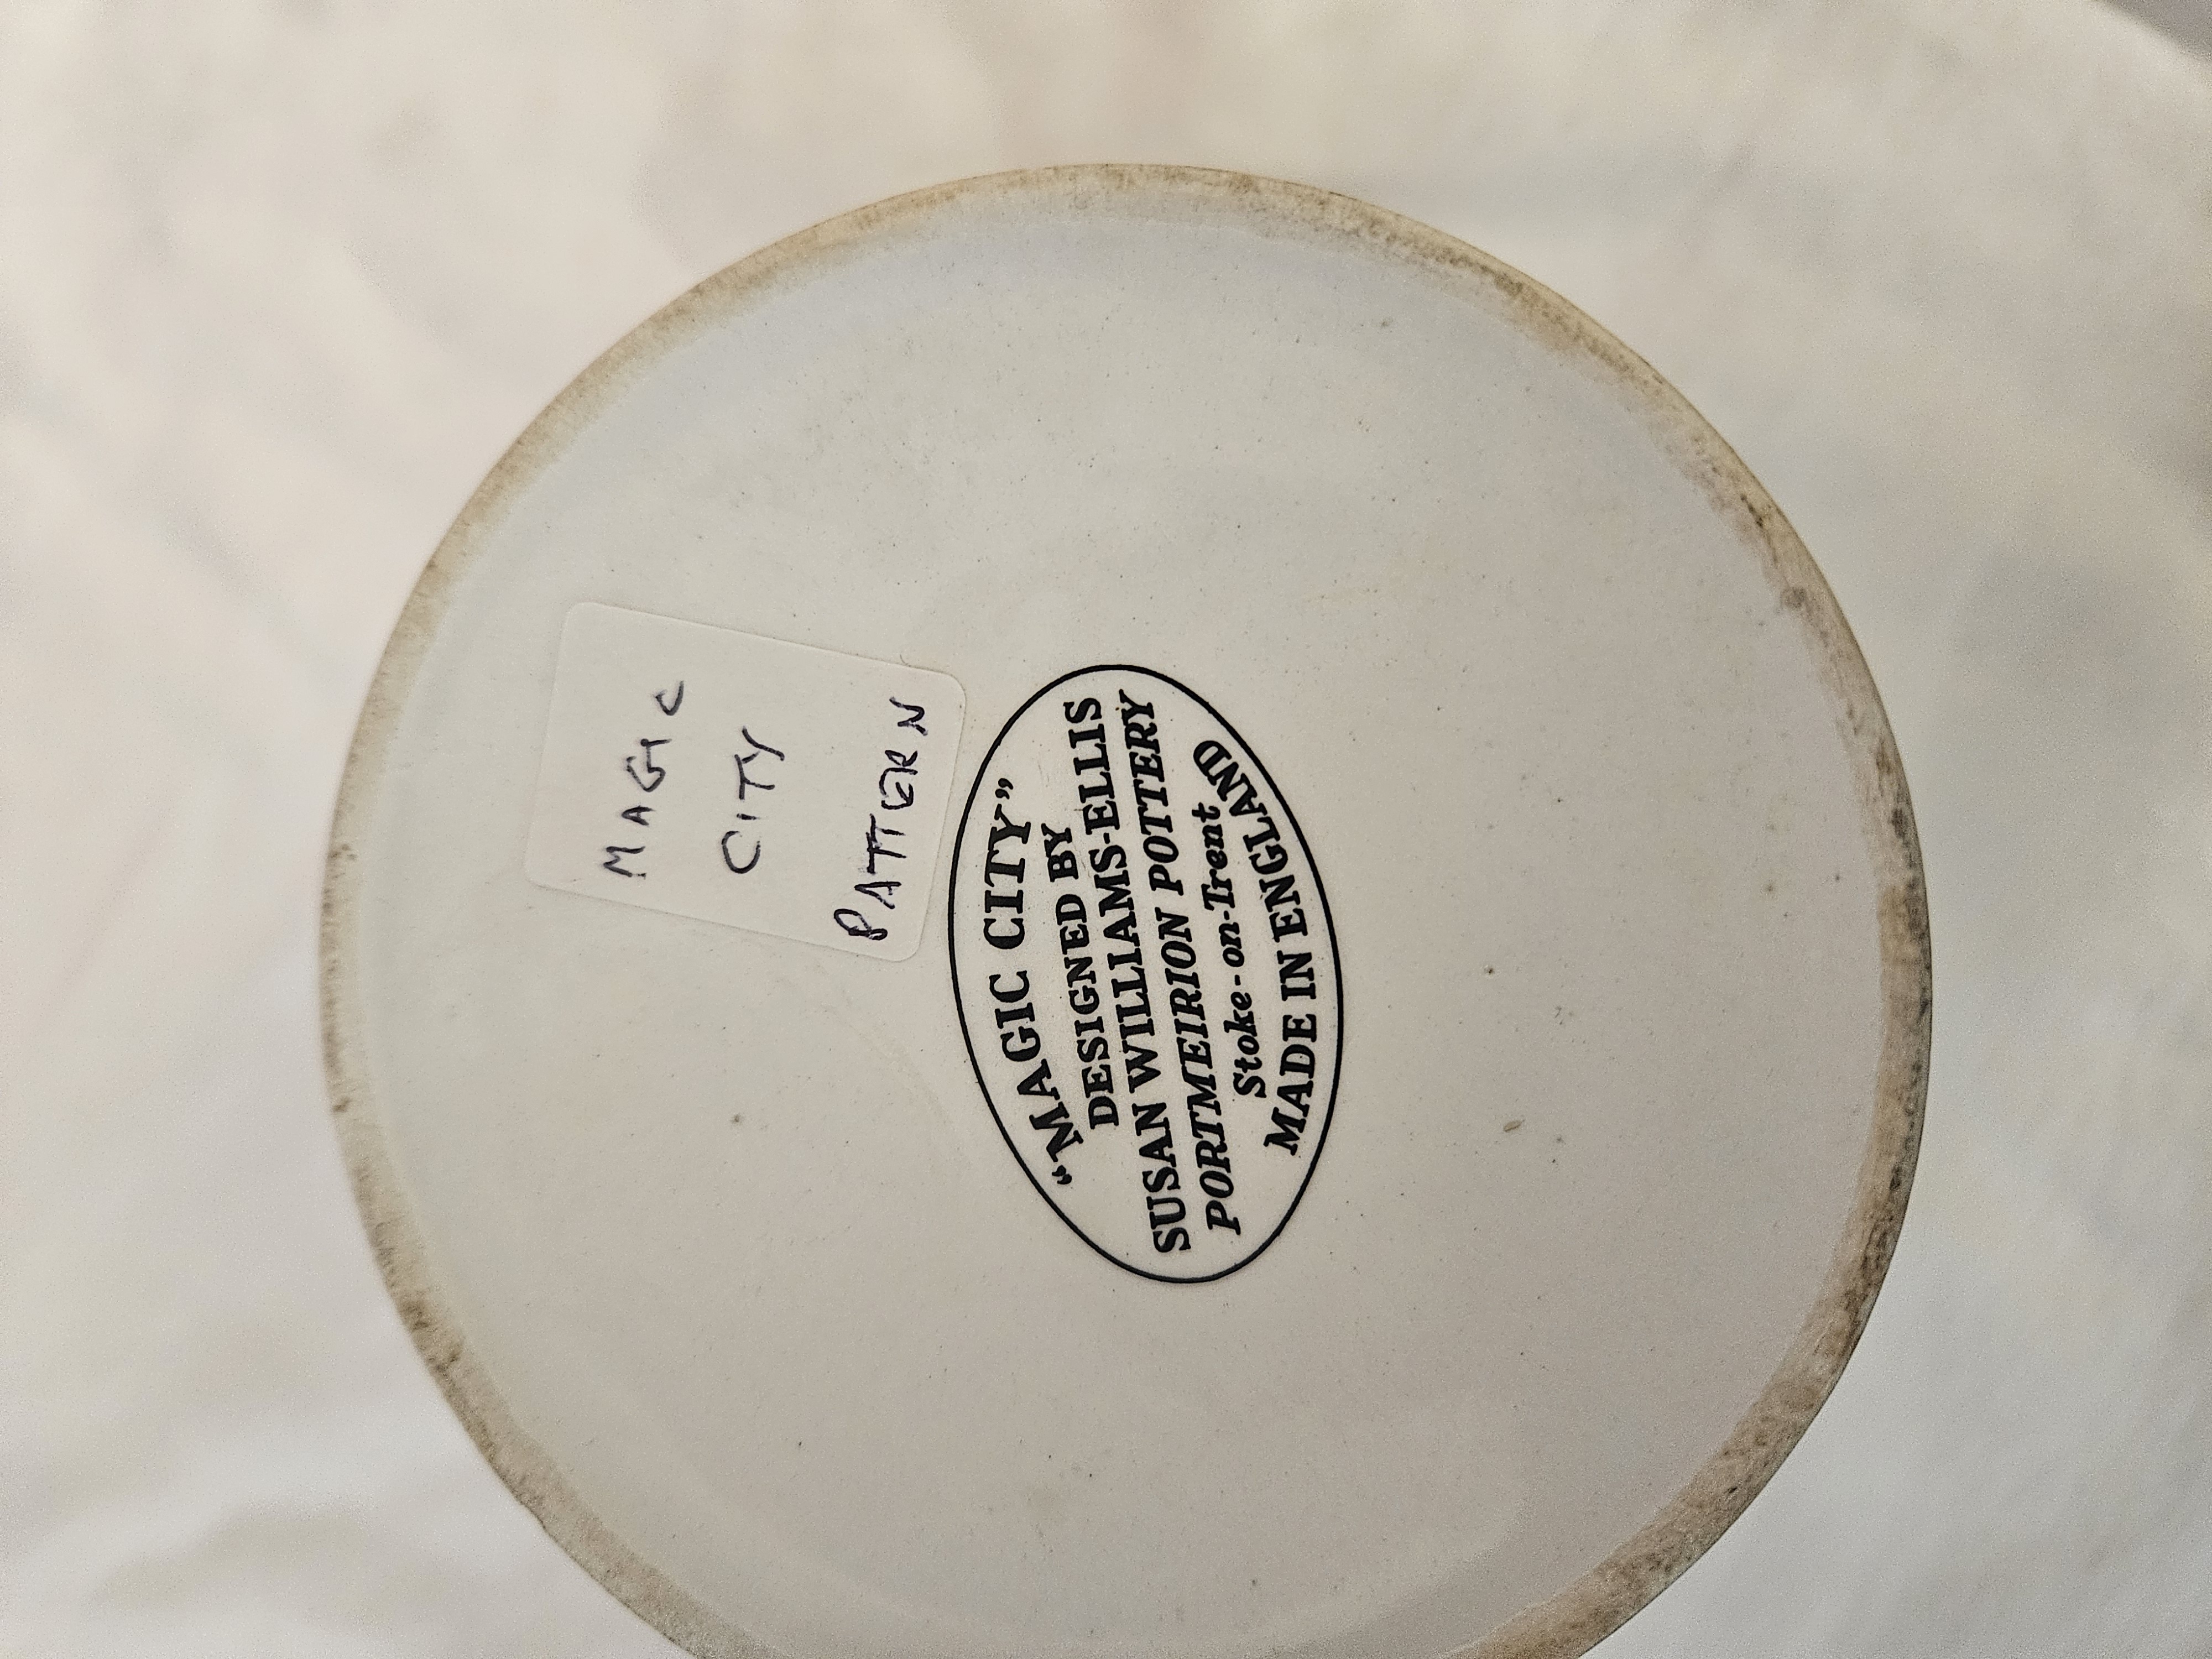 MAGIC
CITY
PATTERN
"MAGIC CITY"
DESIGNED BY
SUSAN WILLIAMS-ELLIS
PORTMEIRION POTTERY
Stoke-on-Trent
MADE IN ENGLAND